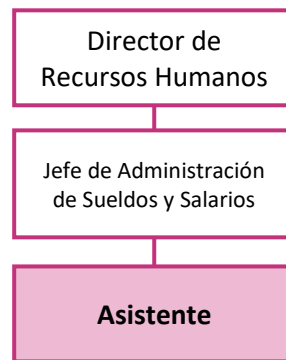 Director de
Recursos Humanos
Jefe de Administración
de Sueldos y Salarios
Asistente